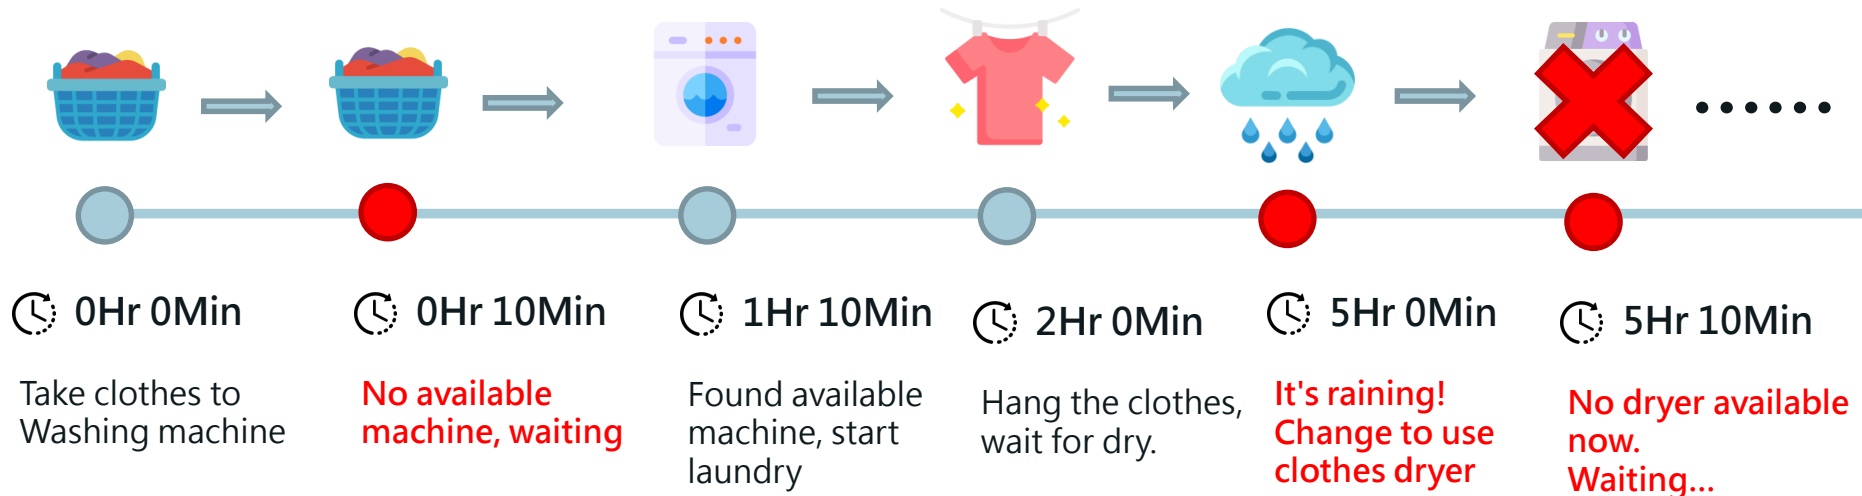 0Hr 0Min
Take clothes to
Washing machine
0Hr 10Min
No available
machine, waiting
1Hr 10Min
Found available
machine, start
laundry
2Hr 0Min
Hang the clothes,
wait for dry.
5Hr 0Min
It's raining!
Change to use
clothes dryer
5Hr 10Min
No dryer available
now.
Waiting...